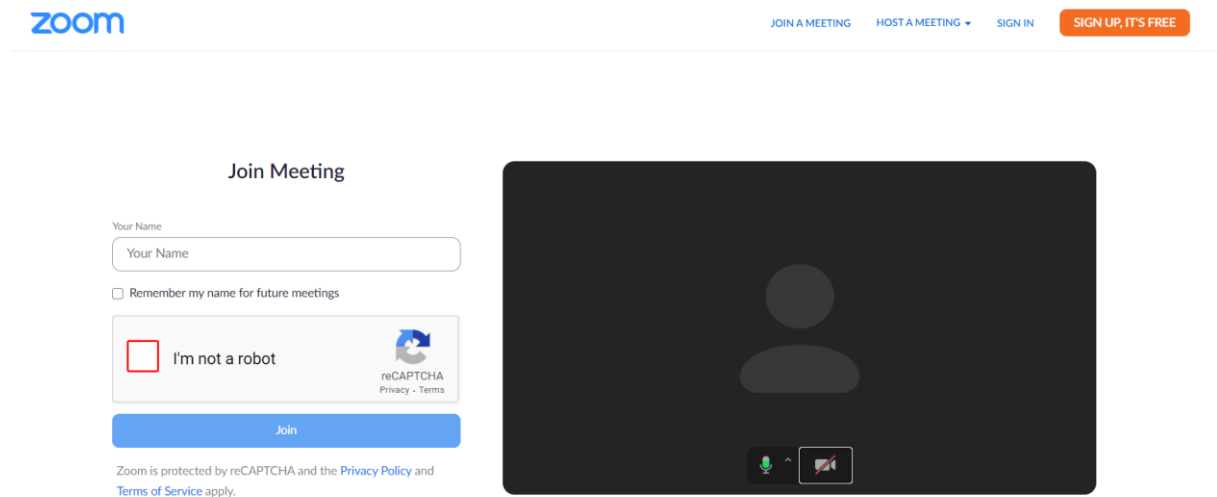 zoom
JOIN A MEETING HOST A MEETING SIGN IN SIGN UP, IT'S FREE
Join Meeting
Your Name
Your Name
Remember my name for future meetings
I'm not a robot
reCAPTCHA
Privacy - Terms
Join
Zoom is protected by reCAPTCHA and the Privacy Policy and
Terms of Service apply.